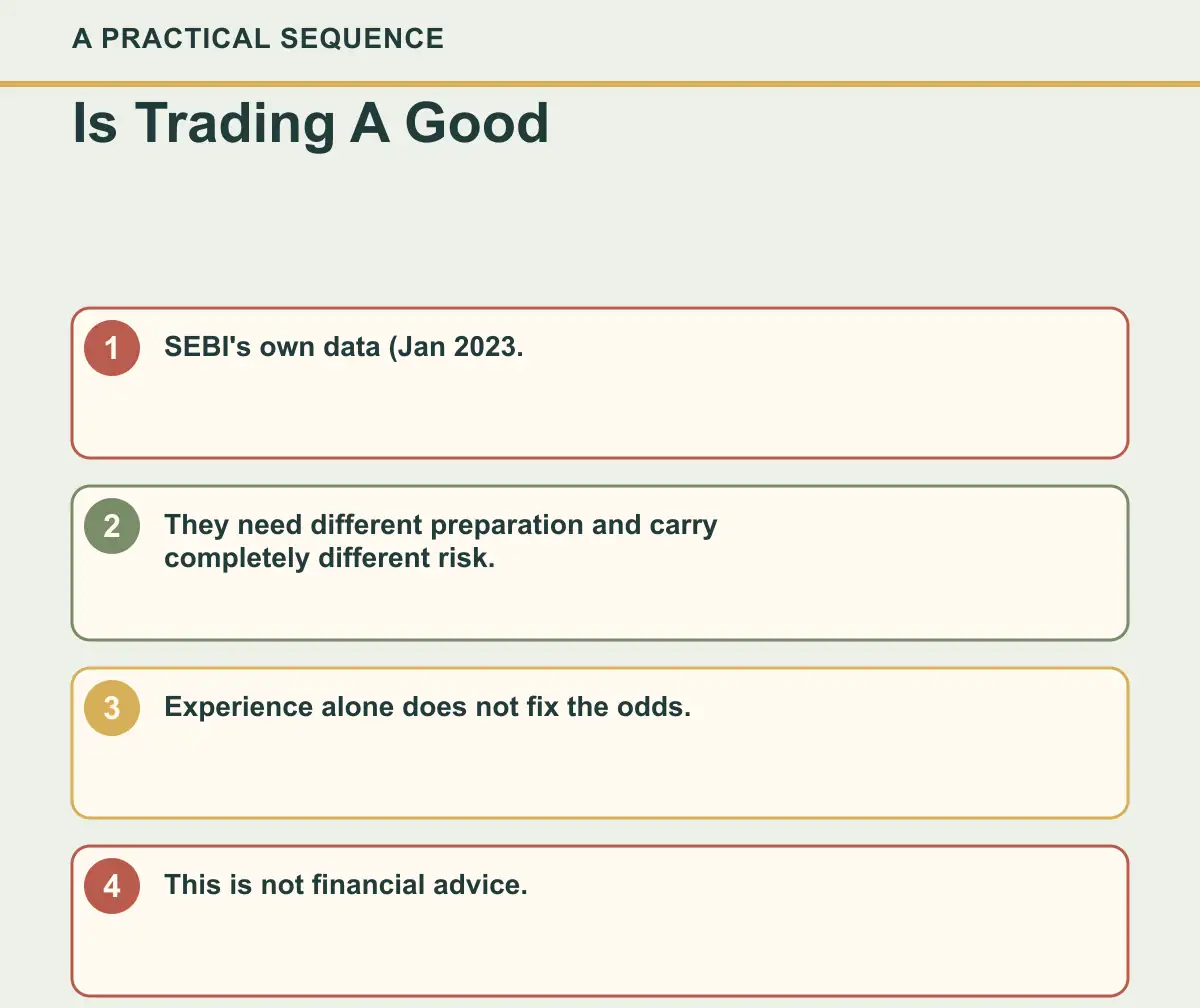 A PRACTICAL SEQUENCE
Is Trading A Good
1
SEBI's own data (Jan 2023.
2
They need different preparation and carry
completely different risk.
3
Experience alone does not fix the odds.
4
This is not financial advice.